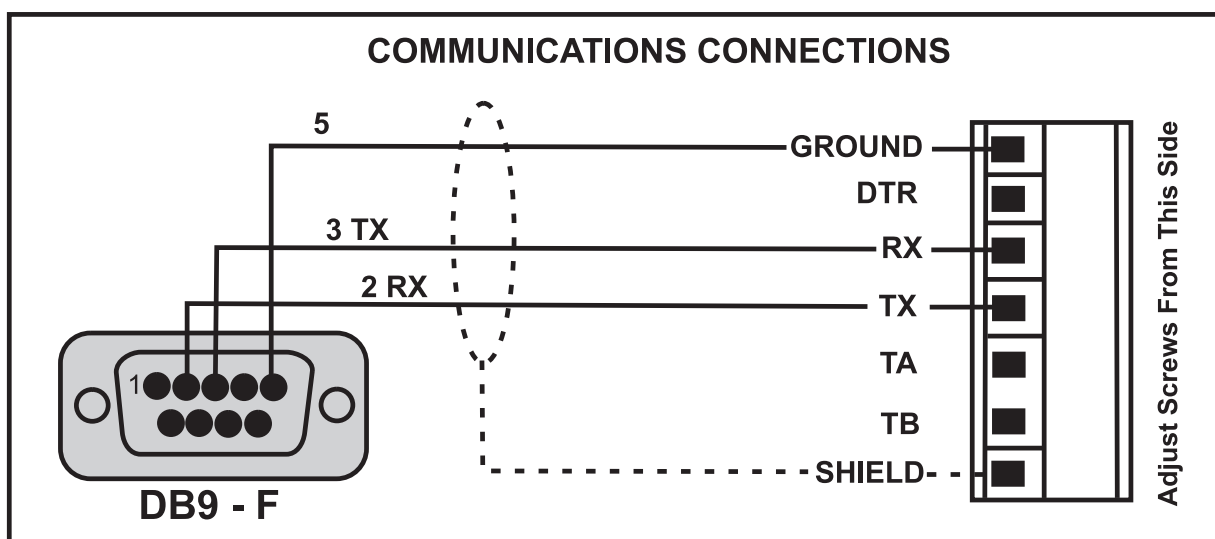 COMMUNICATIONS CONNECTIONS
5
GROUND
DTR
3 TX
RX
2 RX
TX
1
TA
TB
SHIELD
DB9 - F
Adjust Screws From This Side